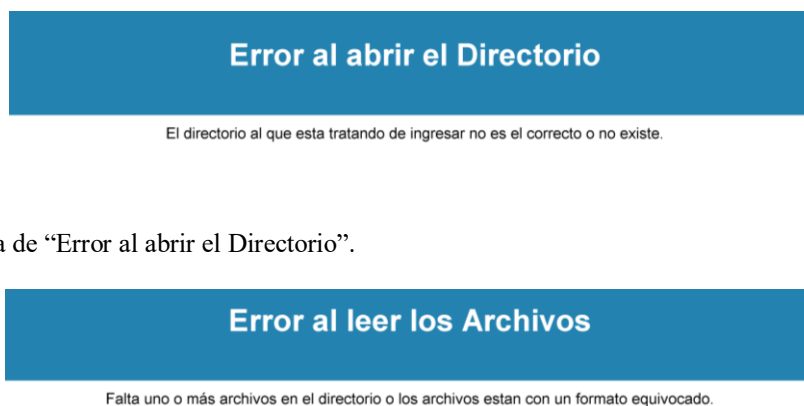 Error al abrir el Directorio
El directorio al que esta tratando de ingresar no es el correcto o no existe.
a de “Error al abrir el Directorio”.
Error al leer los Archivos
Falta uno o más archivos en el directorio o los archivos estan con un formato equivocado.